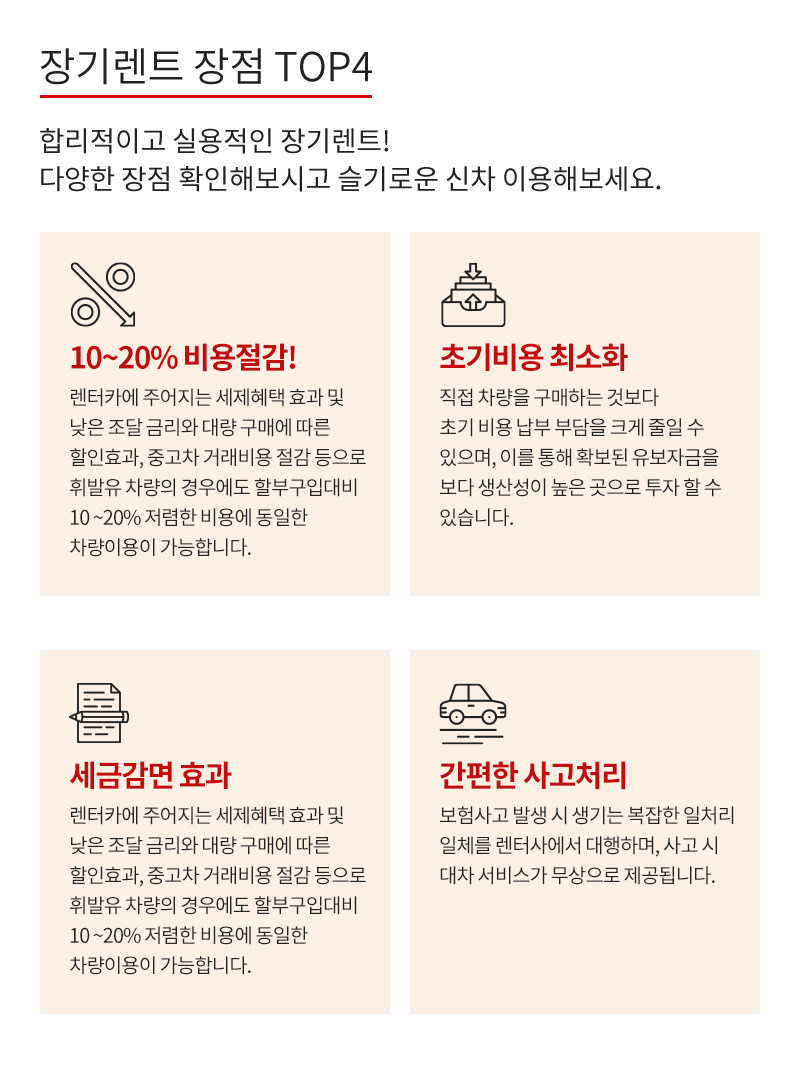 장기렌트 장점 TOP4
합리적이고 실용적인 장기렌트!
다양한 장점 확인해보시고 슬기로운 신차 이용해보세요.
10~20% 비용절감!
렌터카에 주어지는 세제혜택 효과 및
낮은 조달 금리와 대량 구매에 따른
할인효과, 중고차 거래비용 절감 등으로
휘발유 차량의 경우에도 할부구입대비
10 ~20% 저렴한 비용에 동일한
차량이용이 가능합니다.
초기비용 최소화
직접 차량을 구매하는 것보다
초기 비용 납부 부담을 크게 줄일 수
있으며, 이를 통해 확보된 유보자금을
보다 생산성이 높은 곳으로 투자 할 수
있습니다.
세금감면 효과
렌터카에 주어지는 세제혜택 효과 및
낮은 조달 금리와 대량 구매에 따른
할인효과, 중고차 거래비용 절감 등으로
휘발유 차량의 경우에도 할부구입대비
10 ~20% 저렴한 비용에 동일한
차량이용이 가능합니다.
간편한 사고처리
보험사고 발생 시 생기는 복잡한 일처리
일체를 렌터사에서 대행하며, 사고 시
대차 서비스가 무상으로 제공됩니다.